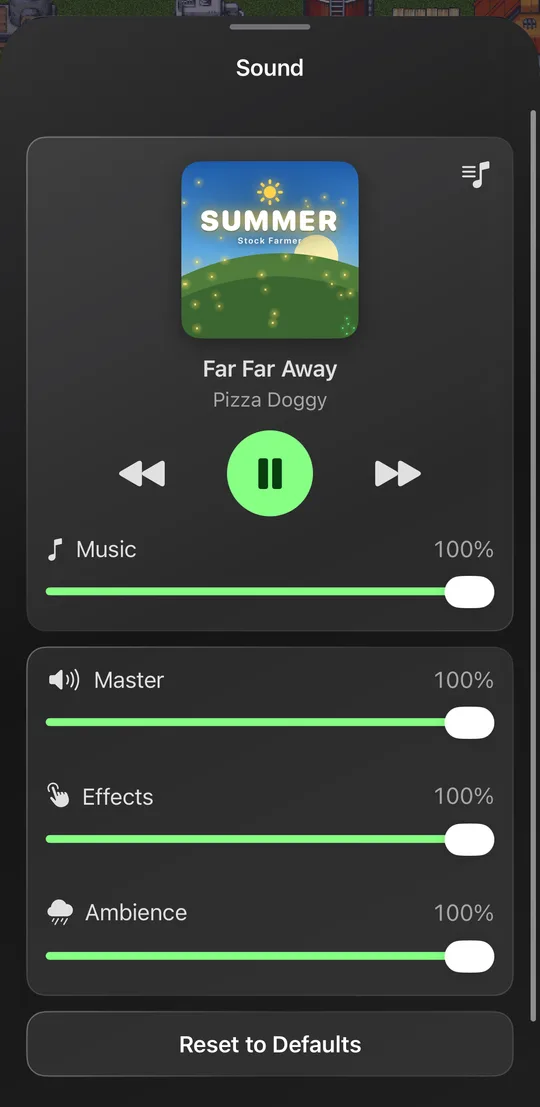 Sound
SUMMER
Stock Farmer
Far Far Away
Pizza Doggy
Music 100%
Master 100%
Effects 100%
Ambience 100%
Reset to Defaults